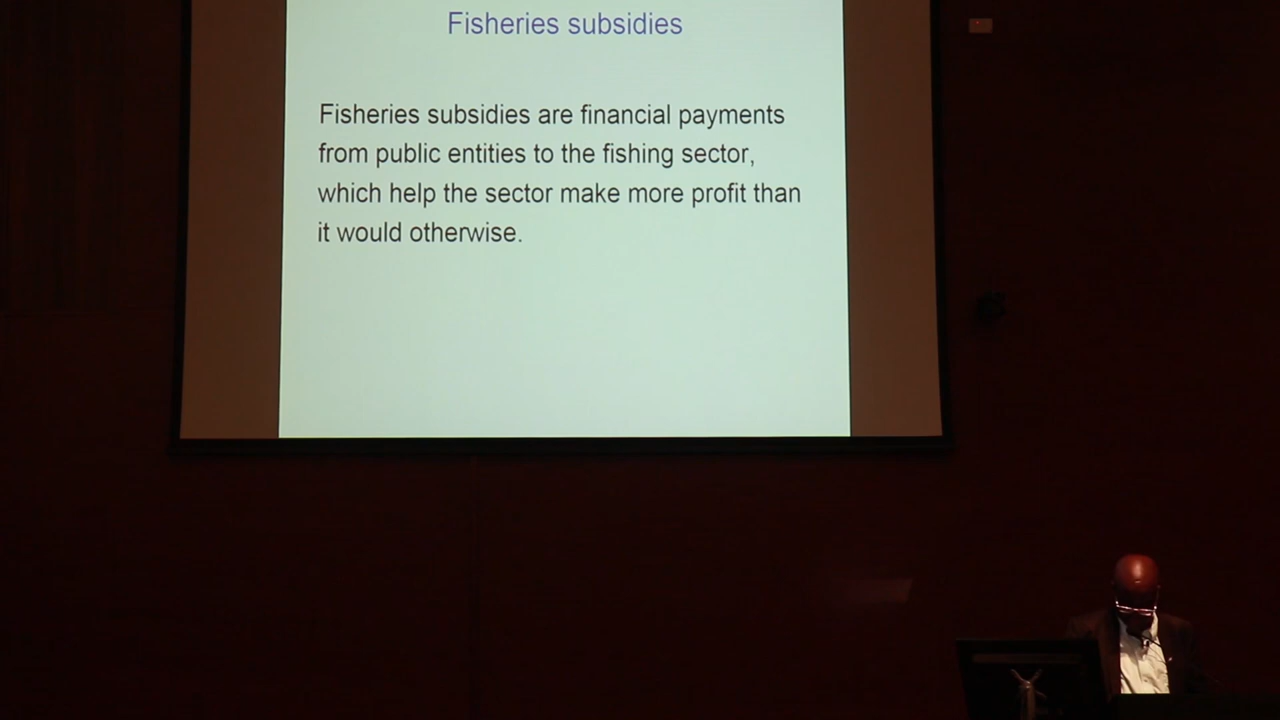 Fisheries subsidies
Fisheries subsidies are financial payments
from public entities to the fishing sector,
which help the sector make more profit than
it would otherwise.